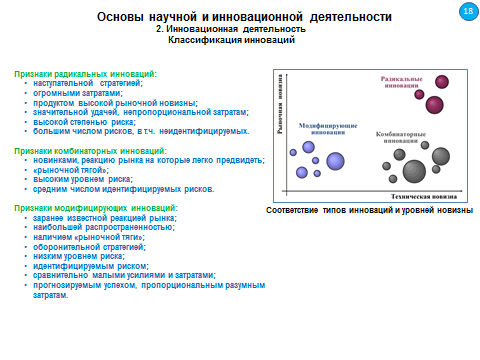 Основы научной и инновационной деятельности
18
2. Инновационная деятельность
Классификация инноваций
Признаки радикальных инноваций:
• наступательной стратегией;
• огромными затратами;
• продуктом высокой рыночной новизны;
• значительной удачей, непропорциональной затратам;
• высокой степенью риска;
• большим числом рисков, в т.ч. неидентифицируемых.
Признаки комбинаторных инноваций:
• новинками, реакцию рынка на которые легко предвидеть;
• «рыночной тягой»;
• высоким уровнем риска;
• средним числом идентифицируемых рисков.
Признаки модифицирующих инноваций:
• заранее известной реакцией рынка;
• наибольшей распространенностью;
• наличием «рыночной тяги»;
• оборонительной стратегией;
• низким уровнем риска;
• идентифицируемым риском;
• сравнительно малыми усилиями и затратами;
• прогнозируемым успехом, пропорциональным разумным
затратам.
Рыночная новизна
Радикальные
инновации
Модифицирующие
инновации
Комбинаторные
инновации
Техническая новизна
Соответствие типов инноваций и уровней новизны